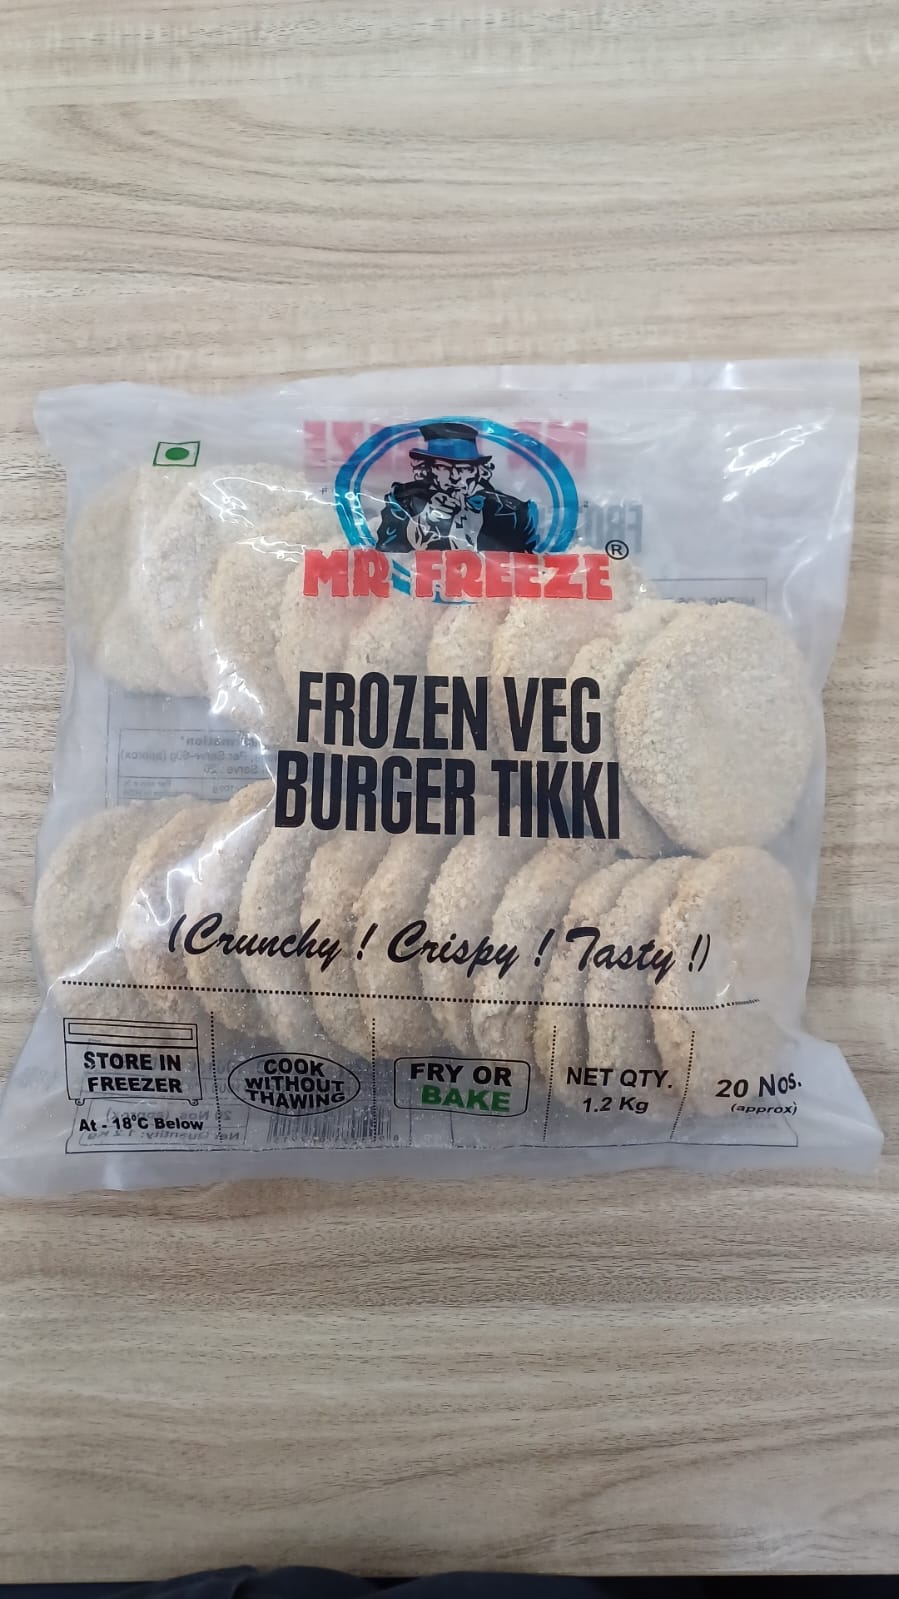 MR FREEZE®
FROZEN VEG
BURGER TIKKI
(Crunchy ! Crispy ! Tasty !)
STORE IN
FREEZER
At - 18°C Below
COOK
WITHOUT
THAWING
FRY OR
BAKE
NET QTY.
1.2 Kg
20 Nos.
(approx)